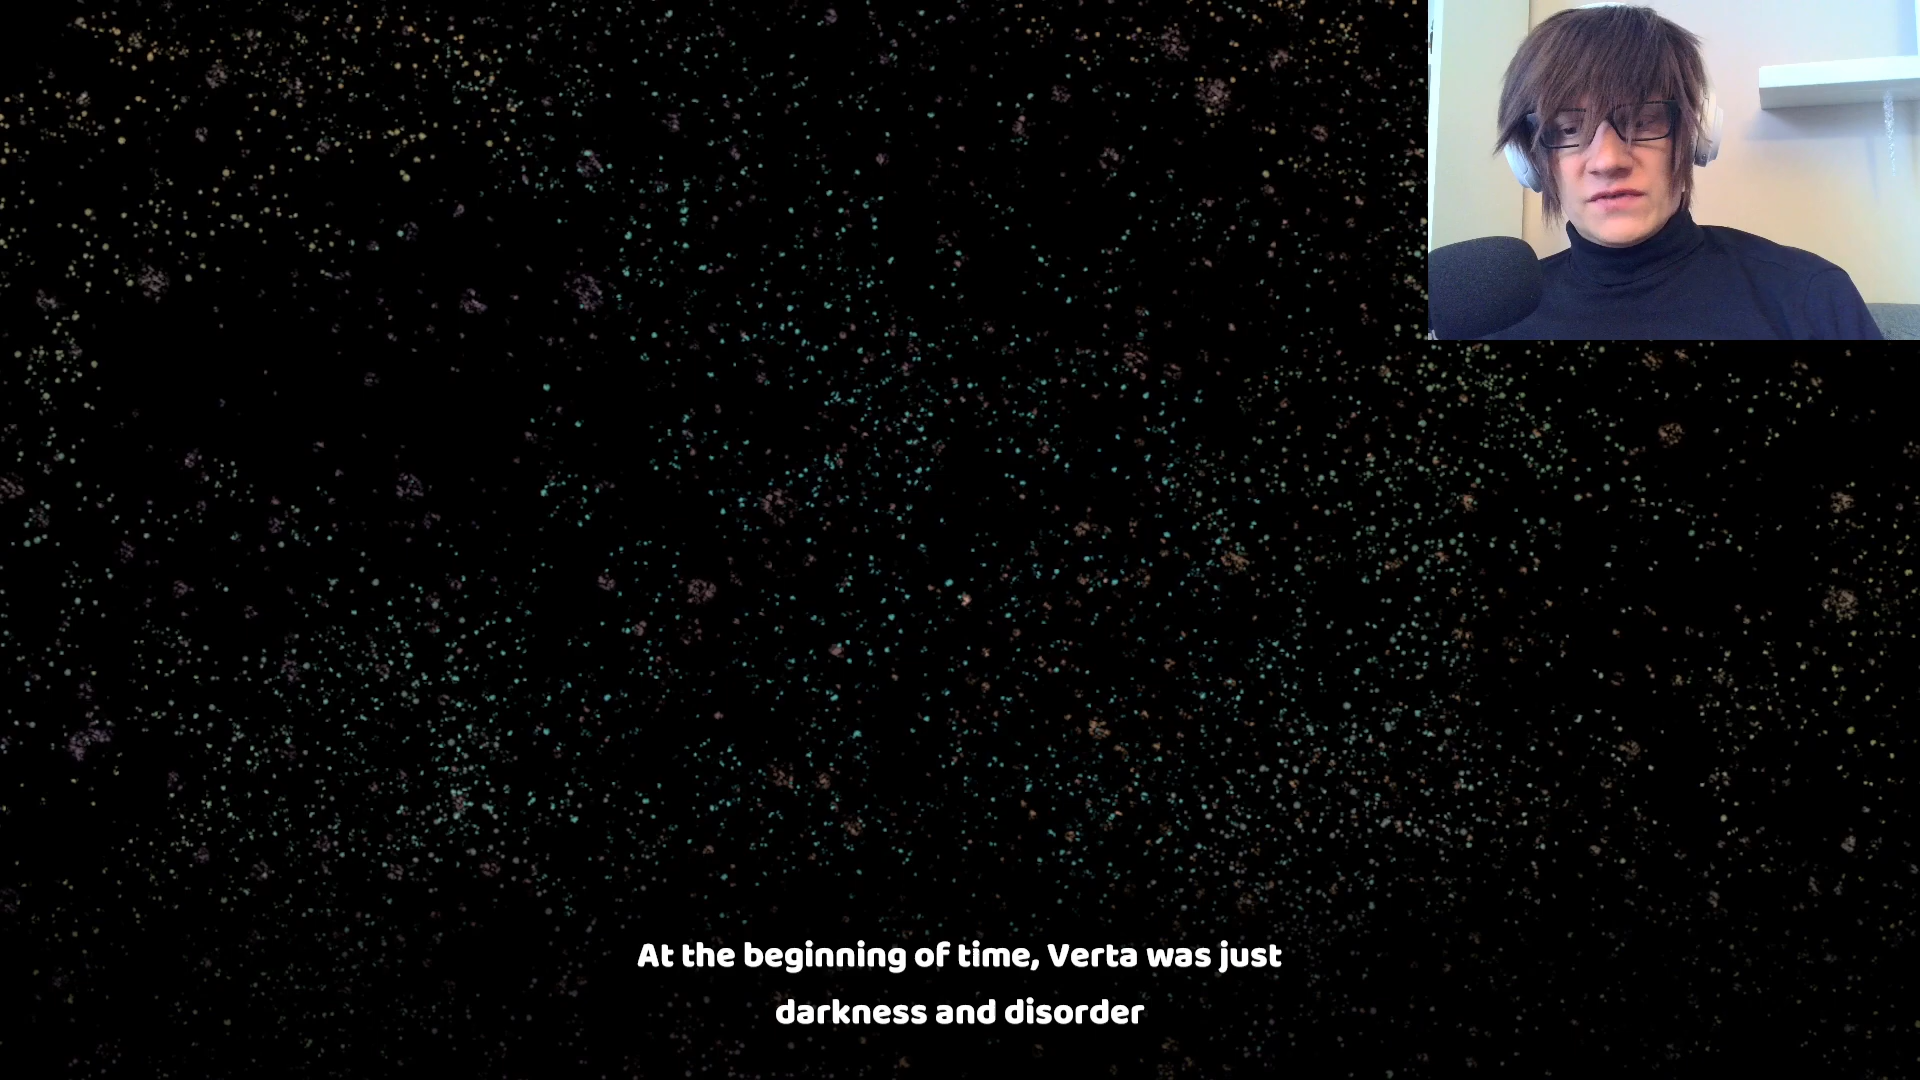 At the beginning of time, Verta was just
darkness and disorder